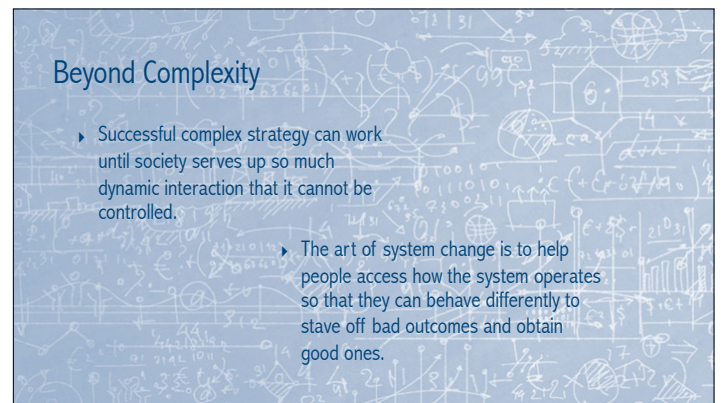 Beyond Complexity
▸ Successful complex strategy can work
until society serves up so much
dynamic interaction that it cannot be
controlled.
▸ The art of system change is to help
people access how the system operates
so that they can behave differently to
stave off bad outcomes and obtain
good ones.